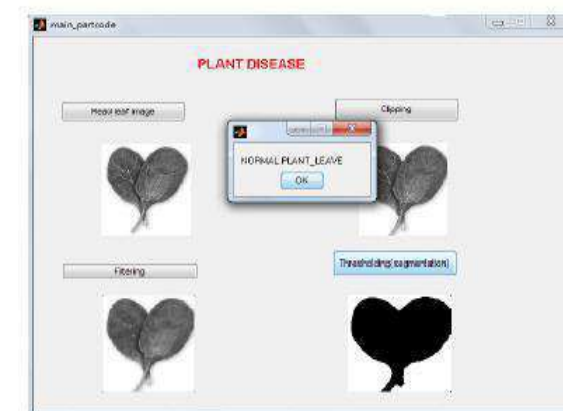 main_partcode
PLANT DISEASE
Read leaf image
Clipping
NORMAL PLANT_LEAVE
OK
Filtering
Thresholding(segmentation)